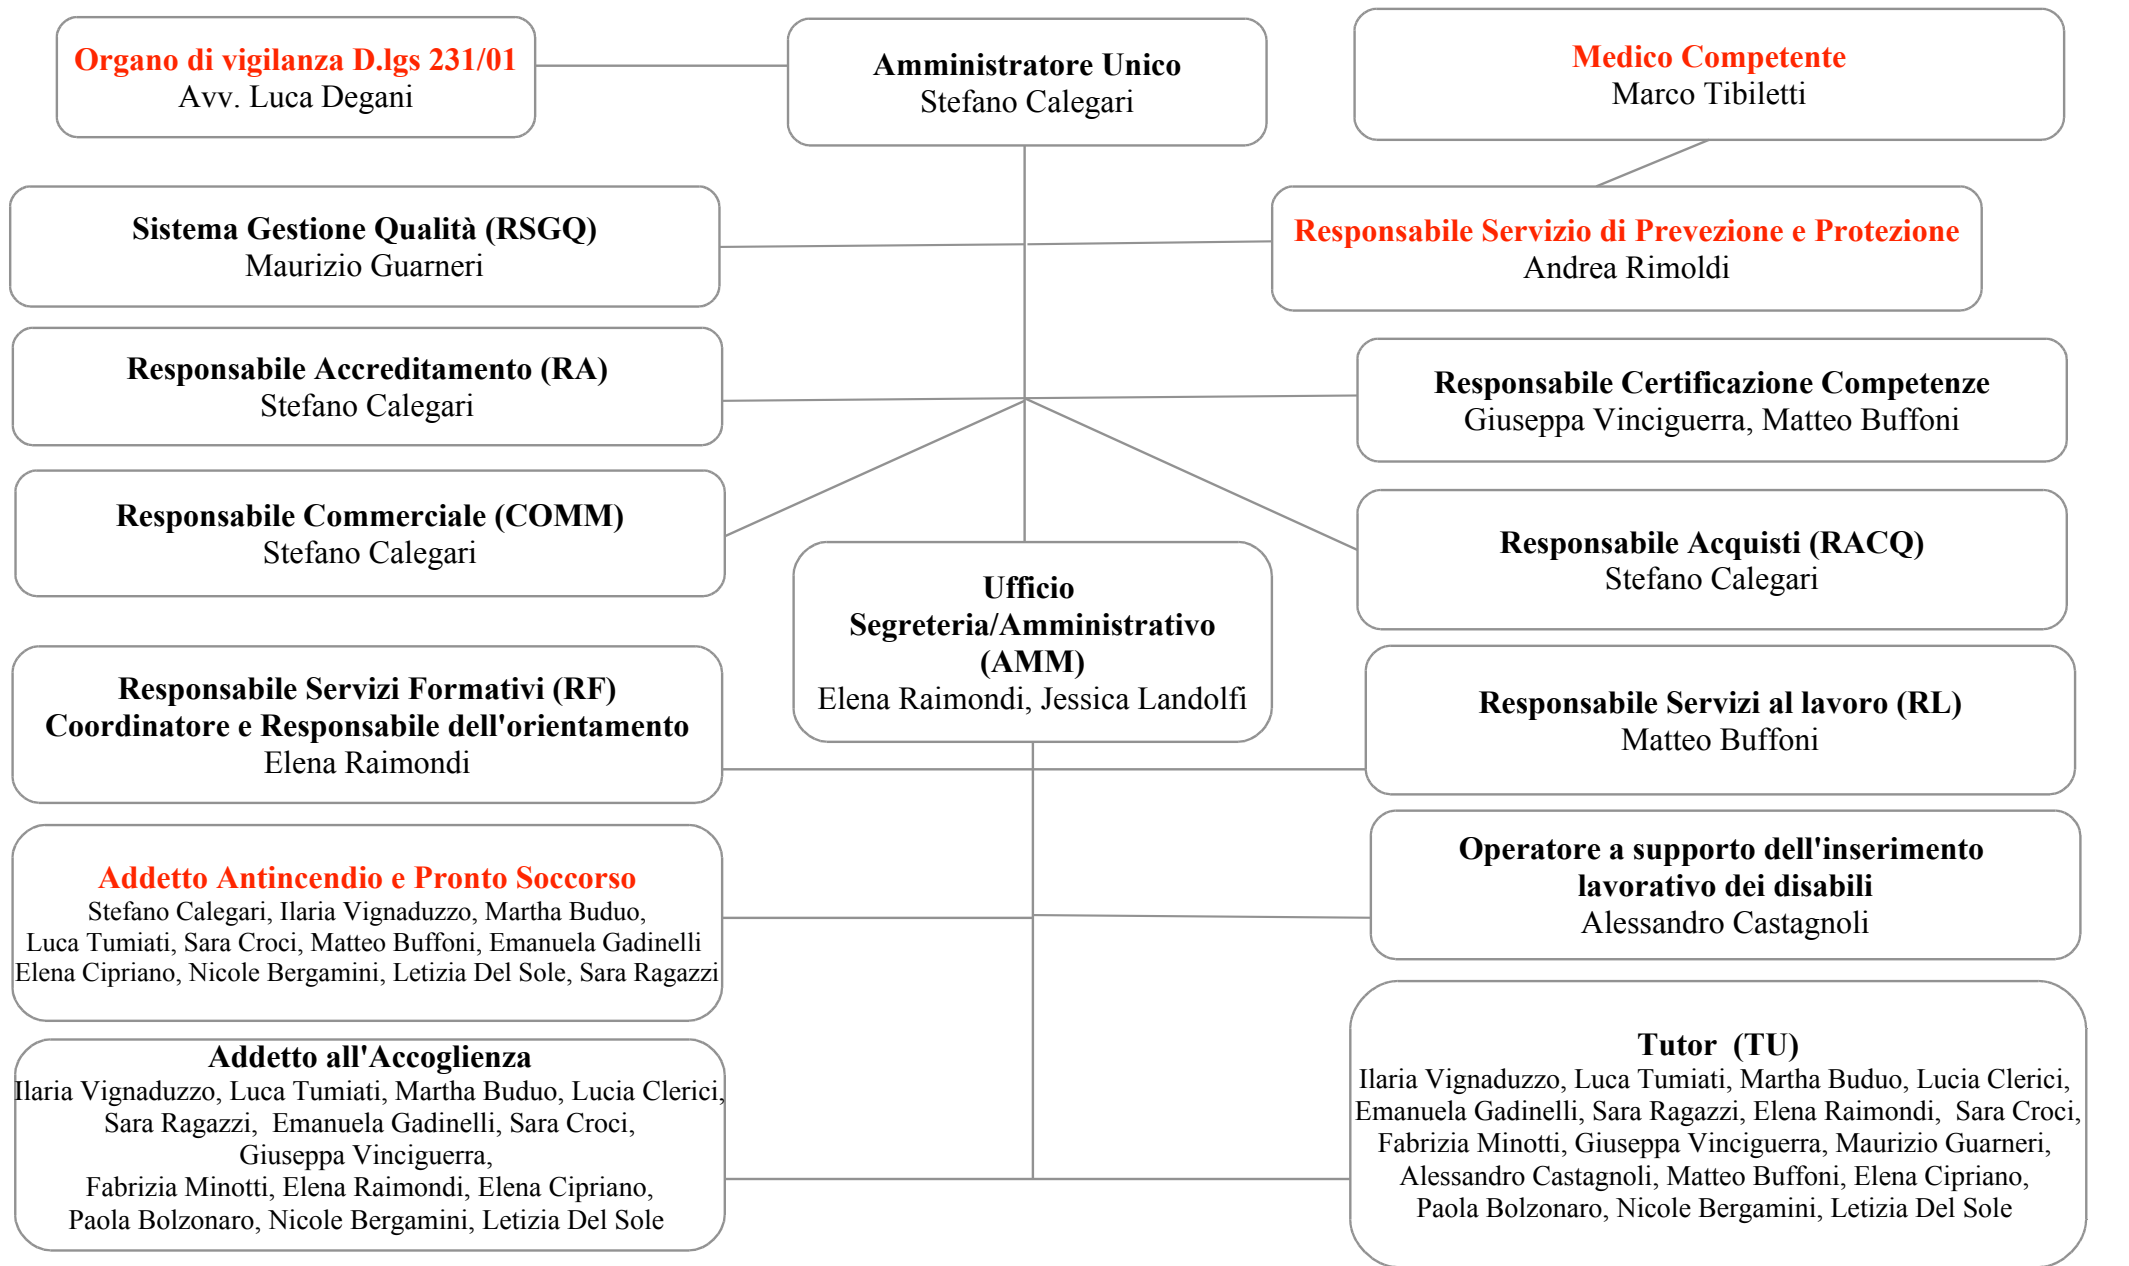 Organo di vigilanza D.lgs 231/01
Avv. Luca Degani
Amministratore Unico
Stefano Calegari
Medico Competente
Marco Tibiletti
Sistema Gestione Qualità (RSGQ)
Maurizio Guarneri
Responsabile Servizio di Prevezione e Protezione
Andrea Rimoldi
Responsabile Accreditamento (RA)
Stefano Calegari
Responsabile Certificazione Competenze
Giuseppa Vinciguerra, Matteo Buffoni
Responsabile Commerciale (COMM)
Stefano Calegari
Responsabile Acquisti (RACQ)
Stefano Calegari
Ufficio
Segreteria/Amministrativo
(AMM)
Elena Raimondi, Jessica Landolfi
Responsabile Servizi Formativi (RF)
Coordinatore e Responsabile dell'orientamento
Elena Raimondi
Responsabile Servizi al lavoro (RL)
Matteo Buffoni
Addetto Antincendio e Pronto Soccorso
Stefano Calegari, Ilaria Vignaduzzo, Martha Buduo,
Luca Tumiati, Sara Croci, Matteo Buffoni, Emanuela Gadinelli
Elena Cipriano, Nicole Bergamini, Letizia Del Sole, Sara Ragazzi
Operatore a supporto dell'inserimento
lavorativo dei disabili
Alessandro Castagnoli
Addetto all'Accoglienza
Ilaria Vignaduzzo, Luca Tumiati, Martha Buduo, Lucia Clerici,
Sara Ragazzi, Emanuela Gadinelli, Sara Croci,
Giuseppa Vinciguerra,
Fabrizia Minotti, Elena Raimondi, Elena Cipriano,
Paola Bolzonaro, Nicole Bergamini, Letizia Del Sole
Tutor (TU)
Ilaria Vignaduzzo, Luca Tumiati, Martha Buduo, Lucia Clerici,
Emanuela Gadinelli, Sara Ragazzi, Elena Raimondi, Sara Croci,
Fabrizia Minotti, Giuseppa Vinciguerra, Maurizio Guarneri,
Alessandro Castagnoli, Matteo Buffoni, Elena Cipriano,
Paola Bolzonaro, Nicole Bergamini, Letizia Del Sole